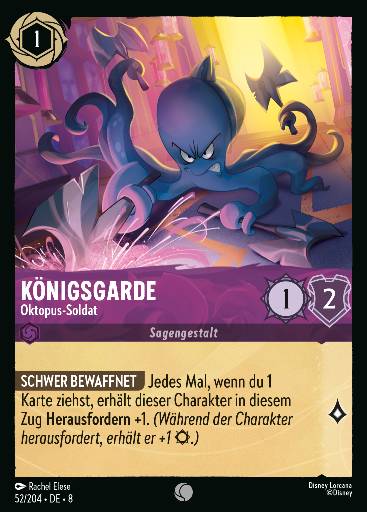 1
KÖNIGSGARDE
Oktopus-Soldat
1
2
Sagengestalt
SCHWER BEWAFFNET Jedes Mal, wenn du 1
Karte ziehst, erhält dieser Charakter in diesem
Zug Herausfordern +1. (Während der Charakter
herausfordert, erhält er +1 .)
Rachel Elese
52/204 • DE • 8
Disney Lorcana
©Disney